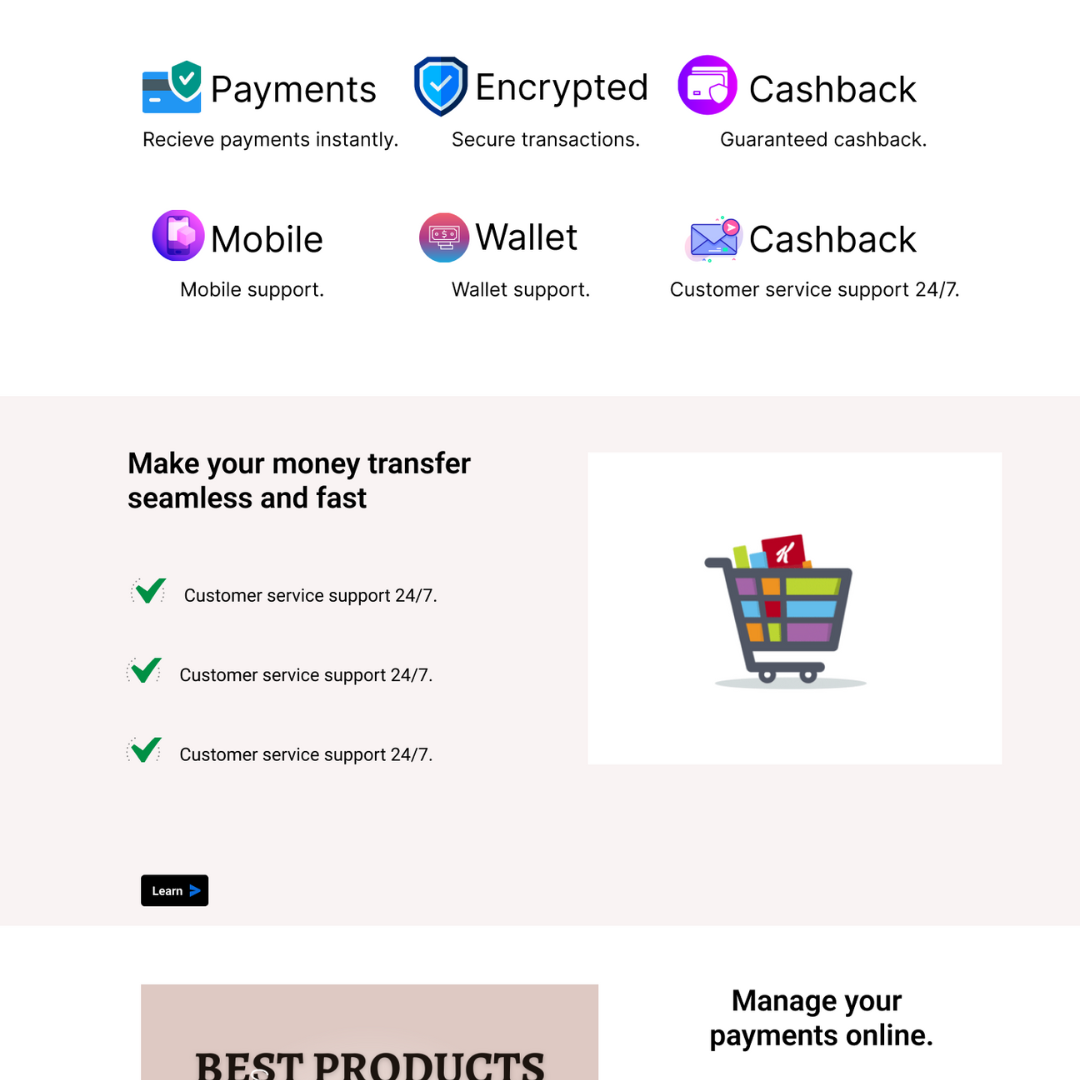 Payments
Encrypted
Cashback
Recieve payments instantly.
Secure transactions.
Guaranteed cashback.
Mobile
Wallet
Cashback
Mobile support.
Wallet support.
Customer service support 24/7.
Make your money transfer
seamless and fast
K
Customer service support 24/7.
Customer service support 24/7.
Customer service support 24/7.
Learn
BEST PRODUCTS
Manage your
payments online.